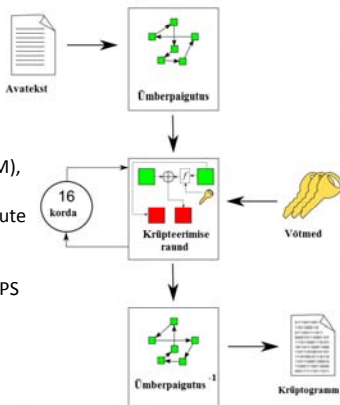 Avatekst
Ümberpaigutus
M),
ute
PS
16
korda
f
Krüpteerimise
raund
Võtmed
Ümberpaigutus -1
Krüptogramm